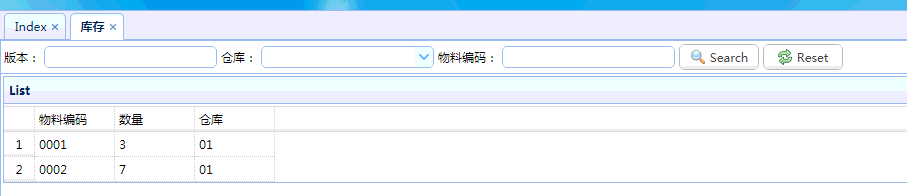 Index × 库存 ×
版本： 仓库： 物料编码： Search Reset
List
物料编码 数量 仓库
1 0001 3 01
2 0002 7 01